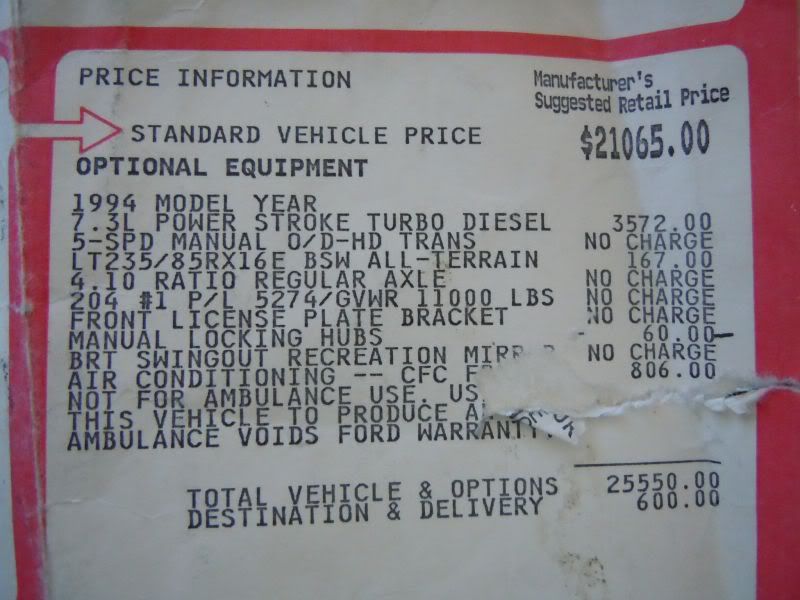 PRICE INFORMATION
Manufacturer's
Suggested Retail Price
STANDARD VEHICLE PRICE $21065.00
OPTIONAL EQUIPMENT
1994 MODEL YEAR
7.3L POWER STROKE TURBO DIESEL 3572.00
5-SPD MANUAL O/D-HD TRANS NO CHARGE
LT235/85RX16E BSW ALL-TERRAIN 167.00
4.10 RATIO REGULAR AXLE NO CHARGE
204 #1 P/L 5274/GVWR 11000 LBS NO CHARGE
FRONT LICENSE PLATE BRACKET NO CHARGE
MANUAL LOCKING HUBS 60.00-
BRT SWINGOUT RECREATION NO CHARGE
AIR CONDITIONING -- CFC 806.00
NOT FOR AMBULANCE USE.
THIS VEHICLE TO PRODUCE
AMBULANCE VOIDS FORD WARRANTY.
TOTAL VEHICLE & OPTIONS 25550.00
DESTINATION & DELIVERY 600.00